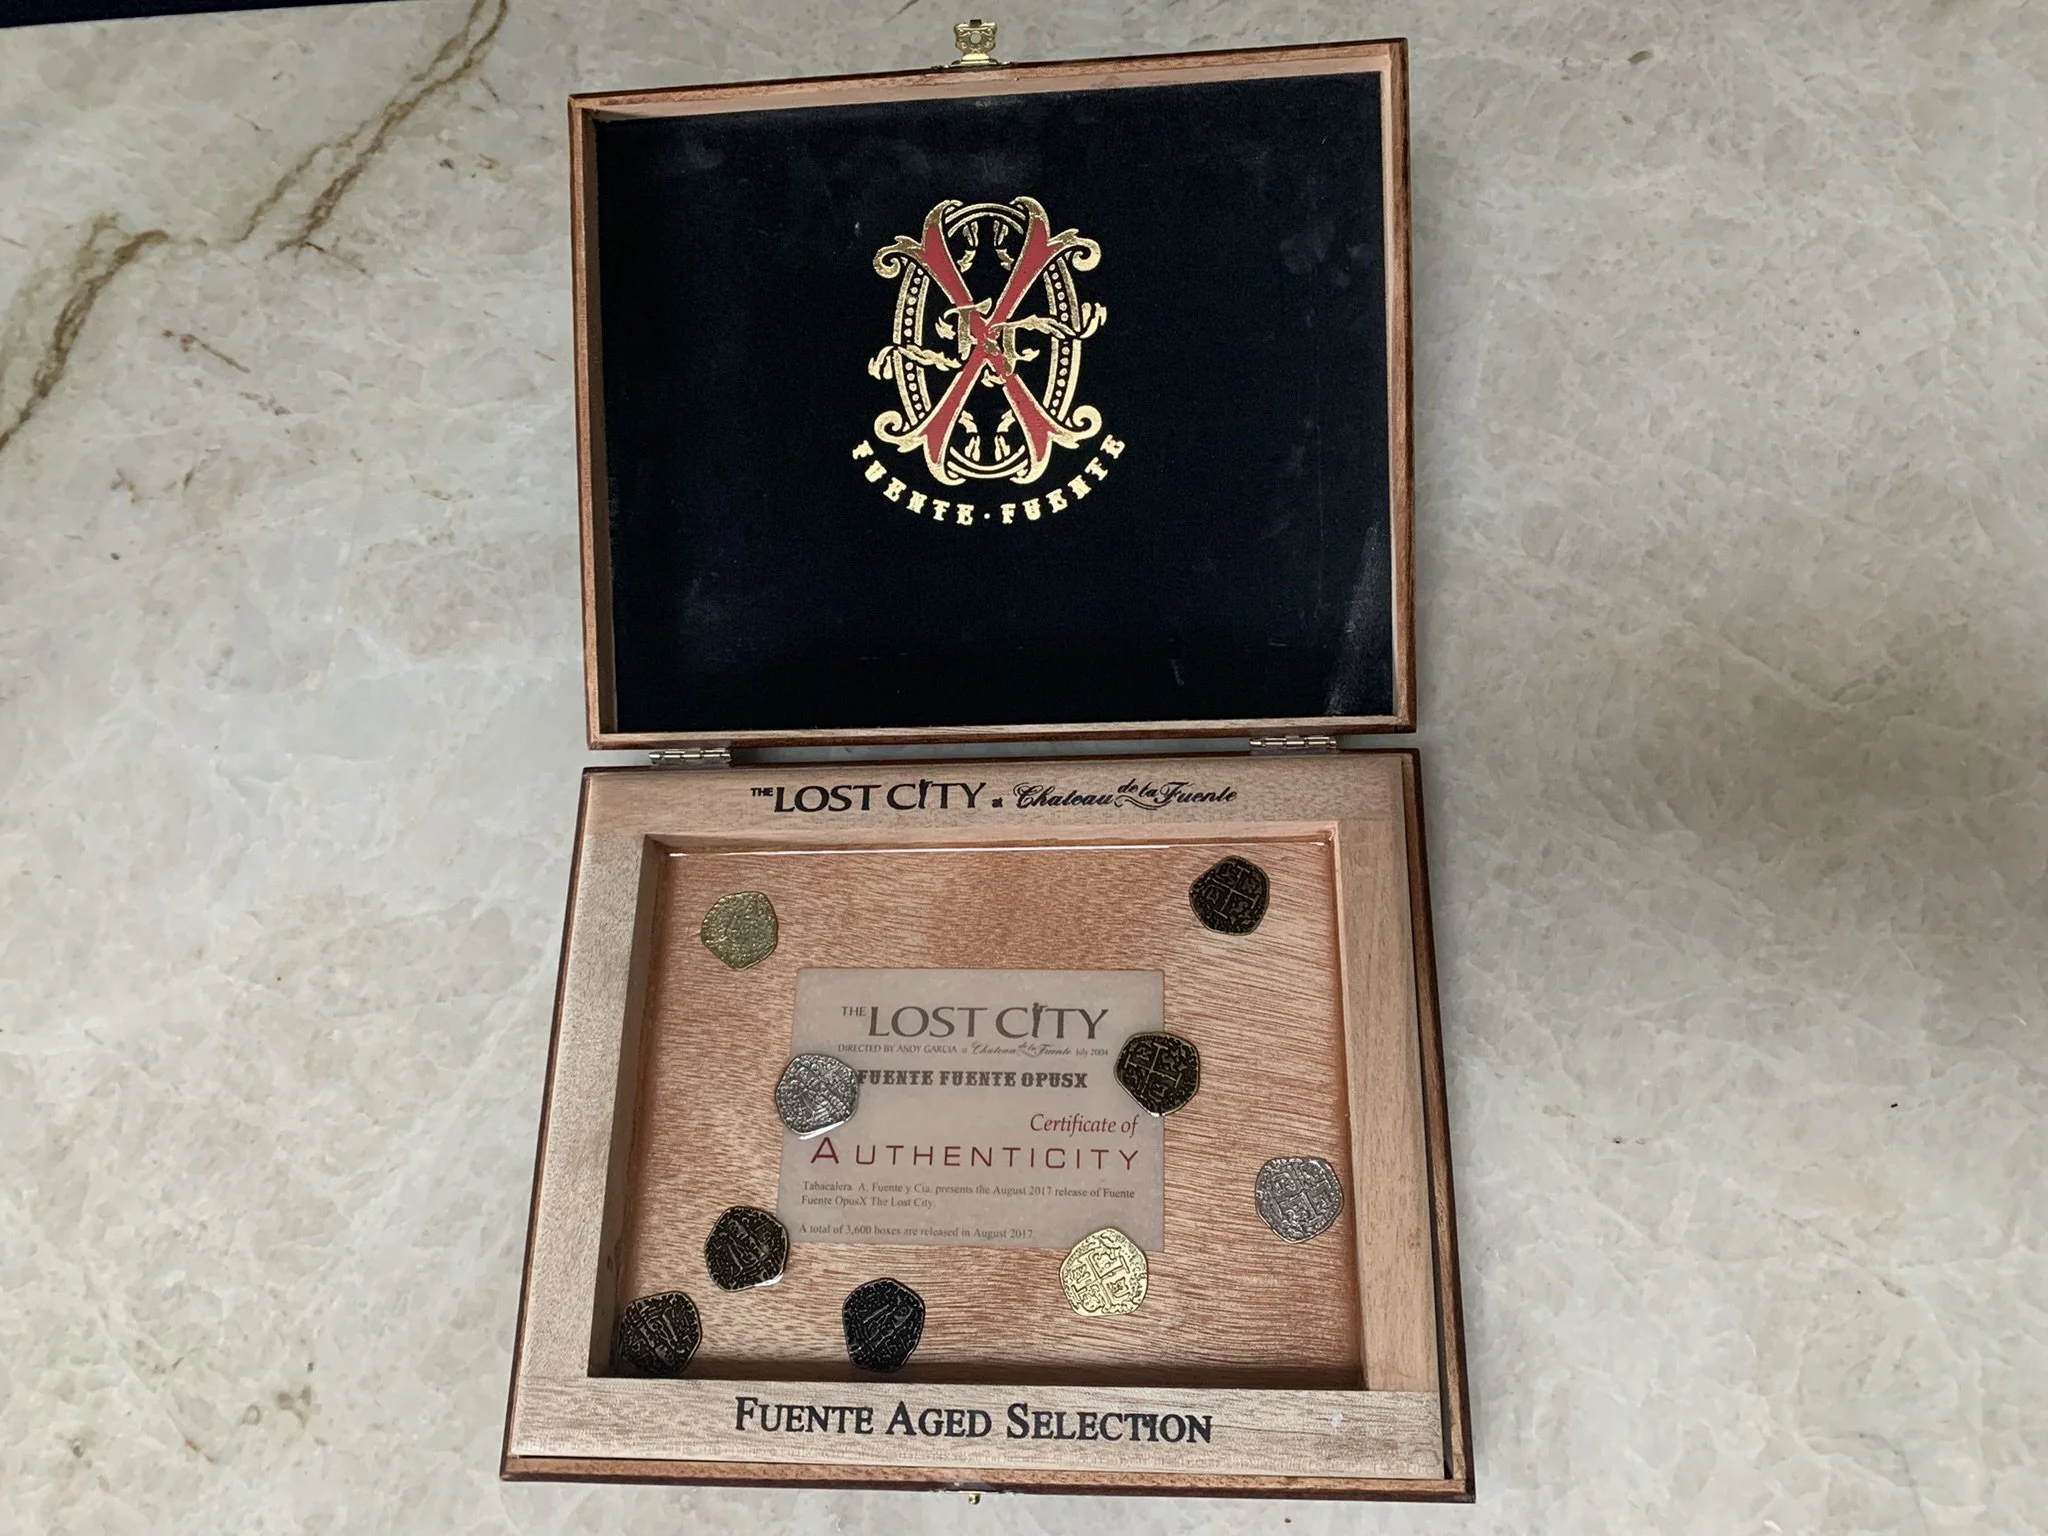 FUENTE · FUENTE
THE LOST CITY at Chateau de la Fuente
THE LOST CITY
DIRECTED BY ANDY GARCIA at Chateau de la Fuente July 2004
FUENTE FUENTE OPUSX
Certificate of
AUTHENTICITY
Tabacalera A. Fuente y Cia. presents the August 2017 release of Fuente
Fuente OpusX The Lost City.
A total of 3,600 boxes are released in August 2017.
FUENTE AGED SELECTION